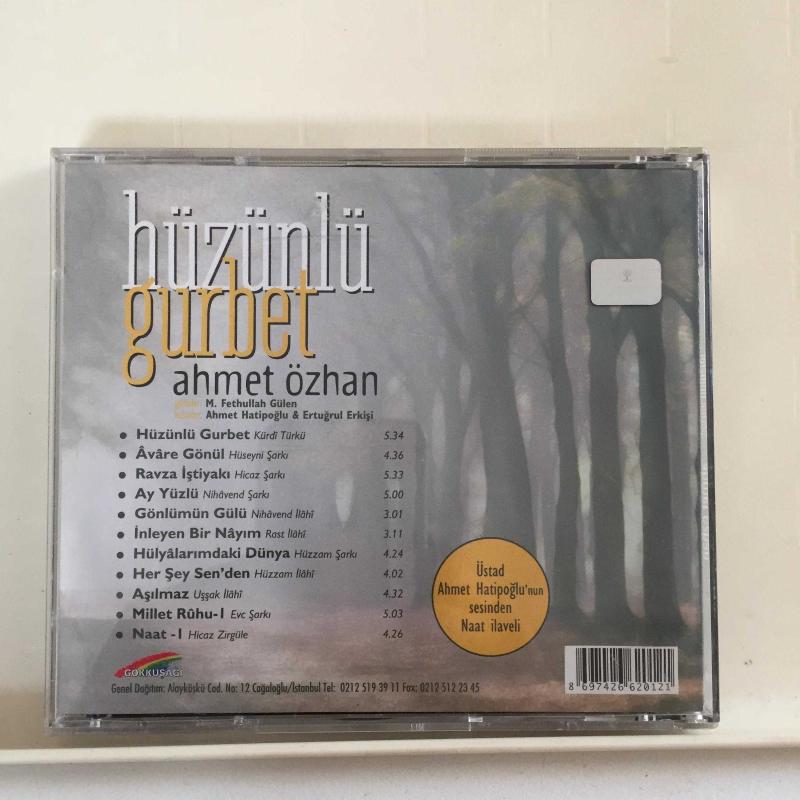 hüzünlü
gurbet
ahmet özhan
M. Fethullah Gülen
Ahmet Hatipoğlu & Ertuğrul Erkişi
• Hüzünlü Gurbet Kürdî Türkü 5.34
• Âvâre Gönül Hüseyni Şarkı 4.36
• Ravza İştiyakı Hicaz Şarkı 5.33
• Ay Yüzlü Nihâvend Şarkı 5.00
• Gönlümün Gülü Nihâvend İlâhî 3.01
• İnleyen Bir Nâyım Rast İlâhî 3.11
• Hülyâlarımdaki Dünya Hüzzam Şarkı 4.24
• Her Şey Sen'den Hüzzam İlâhî 4.02
• Aşılmaz Uşşak İlâhî 4.32
• Millet Rûhu-1 Evc Şarkı 5.03
• Naat -1 Hicaz Zırgüle 4.26
Üstad
Ahmet Hatipoğlu'nun
sesinden
Naat ilaveli
GÖKKUŞAĞI
Genel Dağıtım: Alayköşkü Cad. No: 12 Cağaloğlu/İstanbul Tel: 0212 519 39 11 Fax: 0212 512 23 45
8 697426 620121